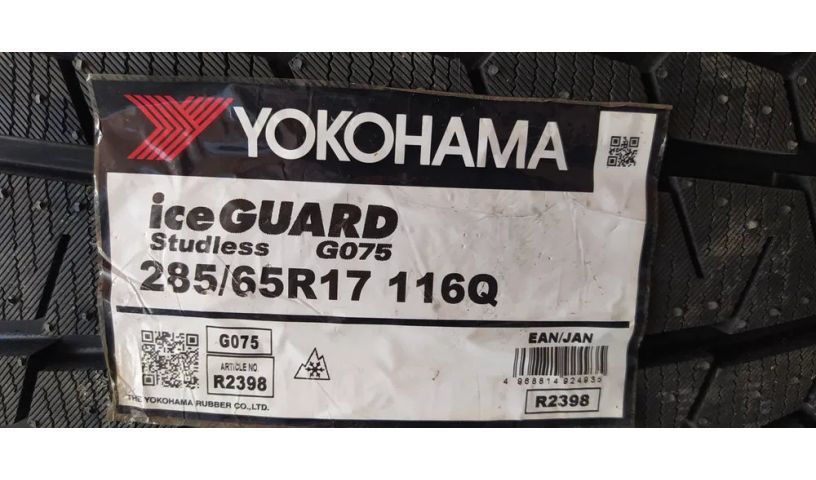 YOKOHAMA
iceGUARD
Studless G075
285/65R17 116Q
G075
ARTICLE NO
R2398
THE YOKOHAMA RUBBER CO., LTD.
EAN/JAN
R2398